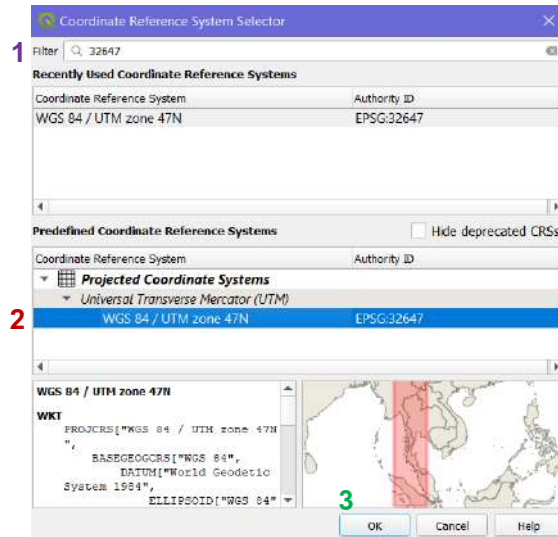 Coordinate Reference System Selector
1 Filter 32647
Recently Used Coordinate Reference Systems
Coordinate Reference System Authority ID
WGS 84 / UTM zone 47N EPSG:32647
Predefined Coordinate Reference Systems Hide deprecated CRSs
Coordinate Reference System Authority ID
Projected Coordinate Systems
Universal Transverse Mercator (UTM)
2 WGS 84 / UTM zone 47N EPSG:32647
WGS 84 / UTM zone 47N
WKT
PROJCRS["WGS 84 / UTM zone 47N
",
BASEGEOGCRS["WGS 84",
DATUM["World Geodetic
System 1984",
ELLIPSOID["WGS 84"
3
OK Cancel Help